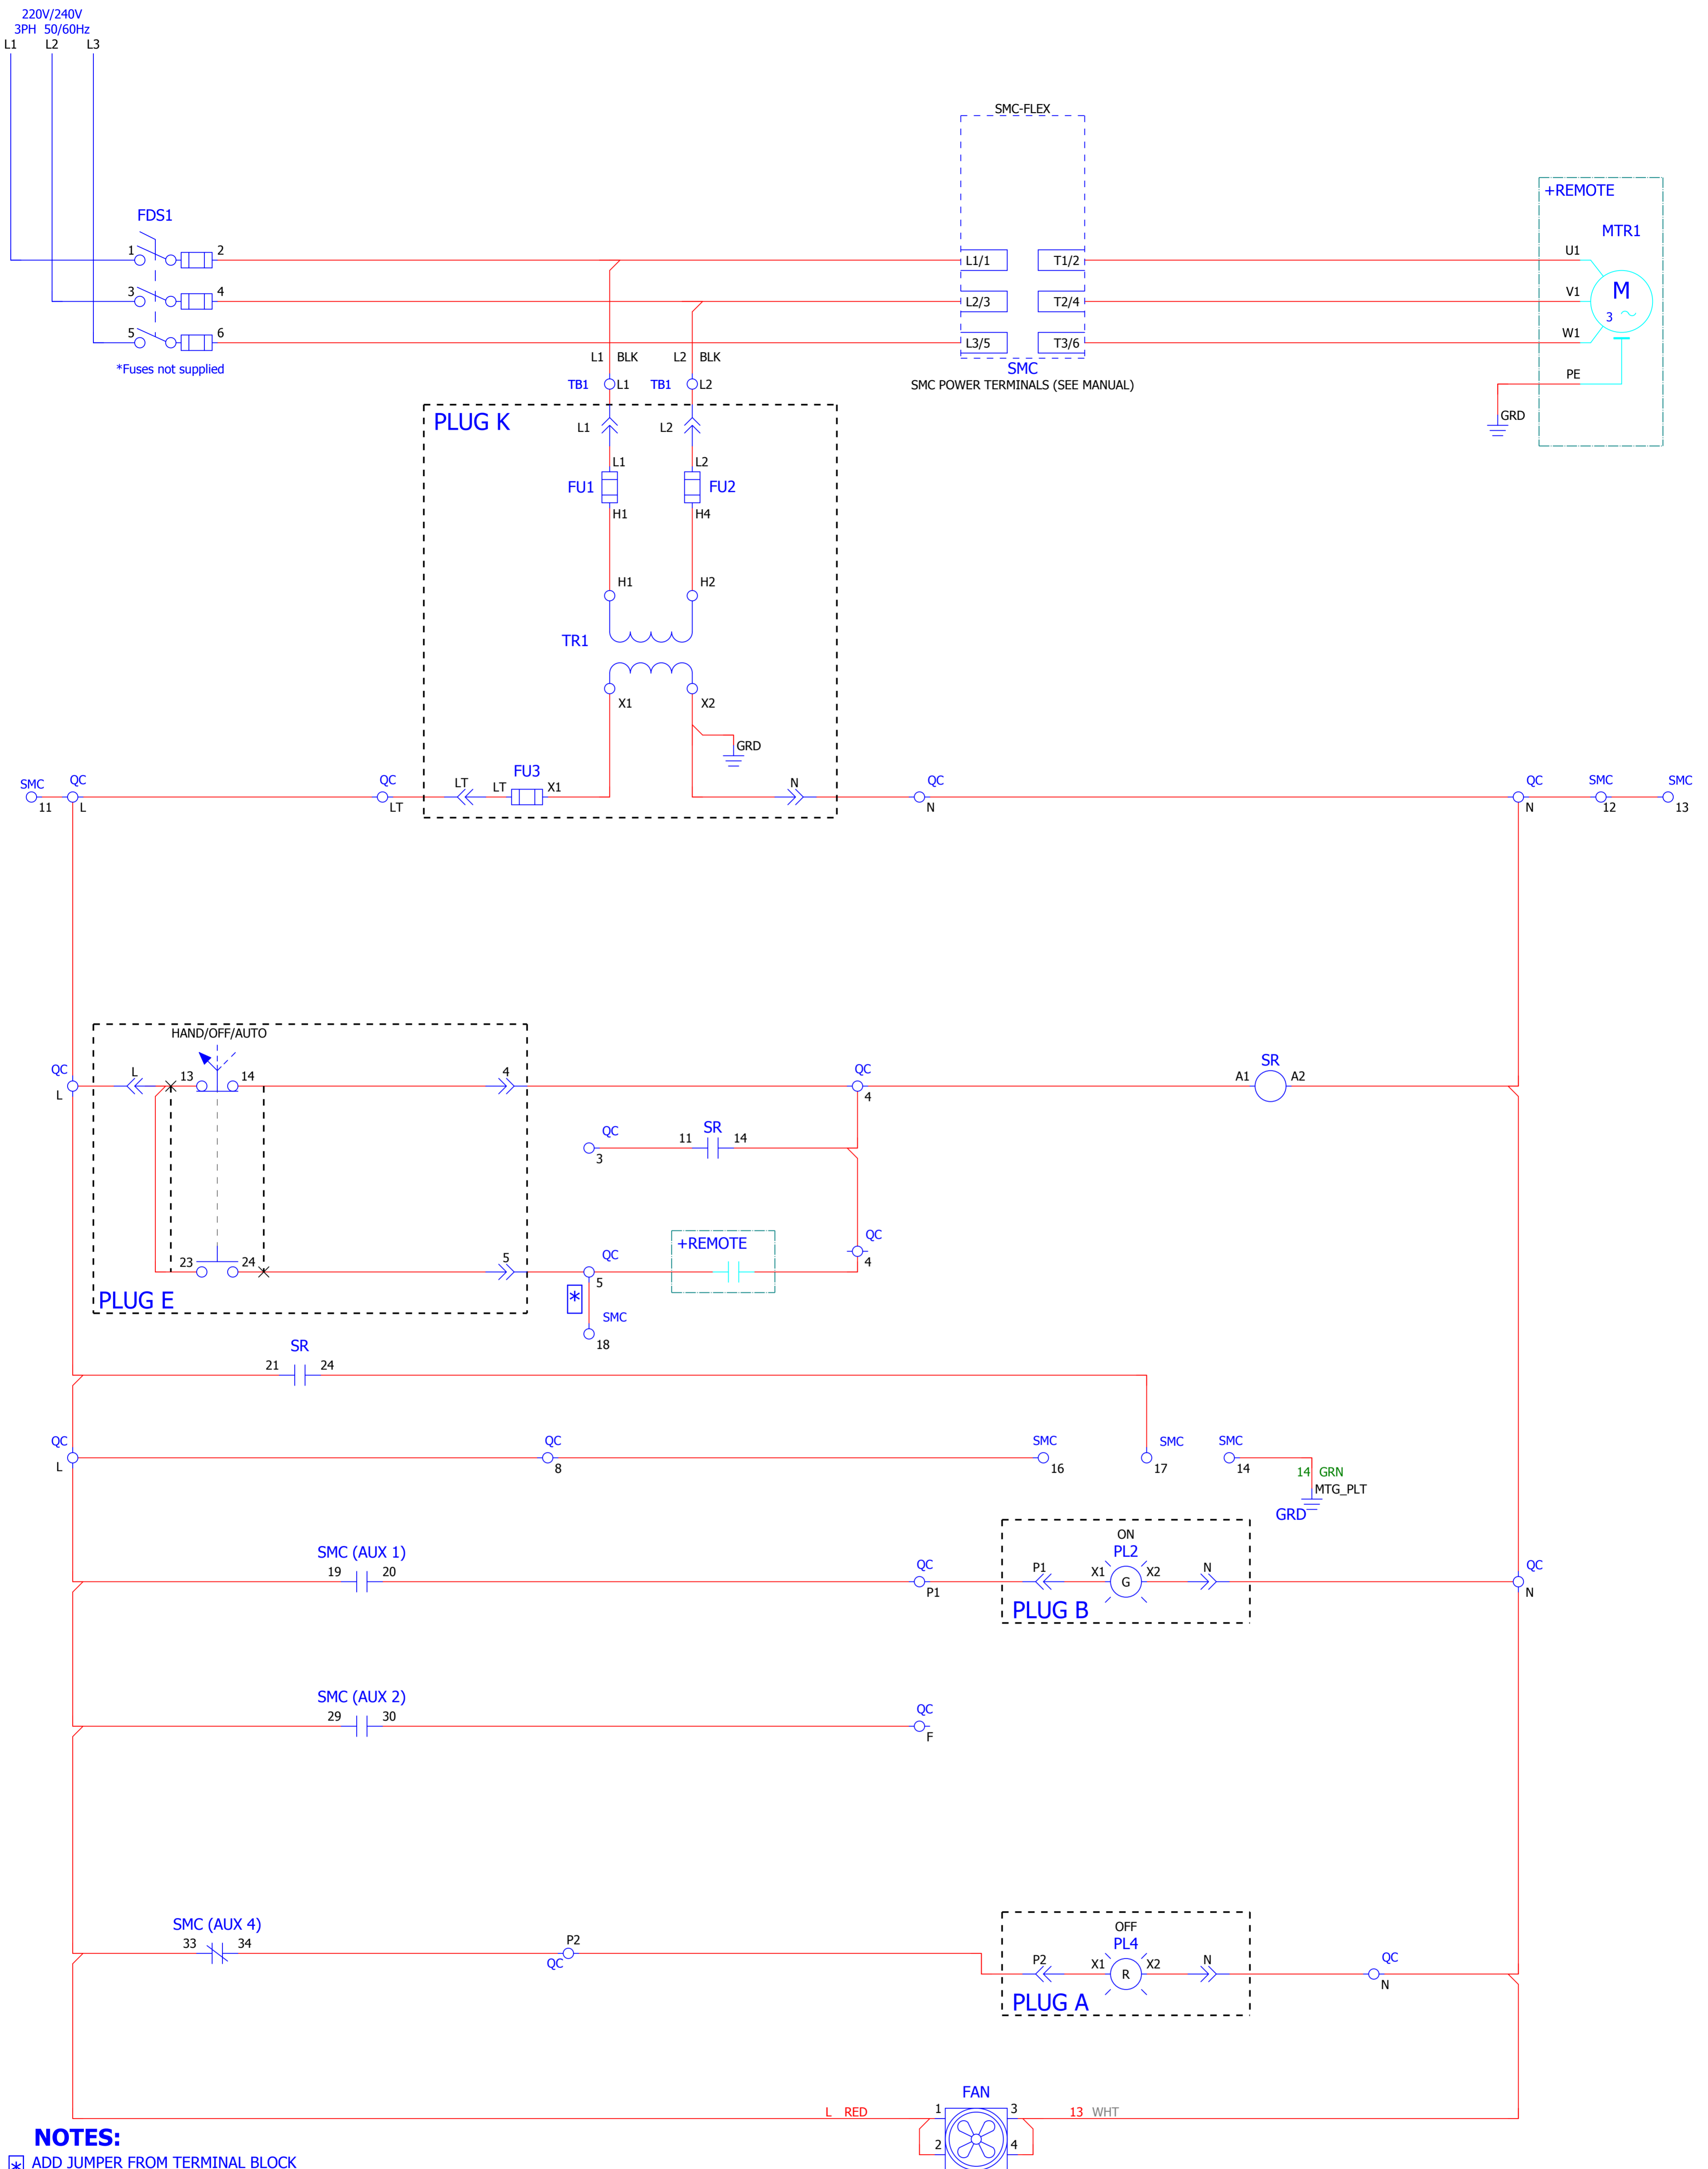 220V/240V
3PH 50/60Hz
L1 L2 L3
SMC-FLEX
+REMOTE
FDS1
MTR1
1 2
L1/1 T1/2
U1
3 4
L2/3 T2/4
V1
M
3
5 6
L3/5 T3/6
W1
*Fuses not supplied
L1 BLK L2 BLK
SMC
SMC POWER TERMINALS (SEE MANUAL)
PE
TB1 L1 TB1 L2
GRD
PLUG K
L1 L2
L1 L2
FU1 FU2
H1 H4
H1 H2
TR1
X1 X2
GRD
SMC QC QC LT LT FU3 X1 N QC QC SMC SMC
11 L LT N N 12 13
HAND/OFF/AUTO
QC L 13 14 4 QC A1 SR A2
L 4
QC 11 SR 14
3
+REMOTE
QC
4
23 24 5 QC
5
PLUG E
*
SMC
18
SR
21 24
QC QC SMC SMC SMC
L 8 16 17 14
14 GRN
MTG_PLT
GRD
ON
SMC (AUX 1)
PL2
19 20 QC P1 X1 G X2 N QC
P1 N
PLUG B
SMC (AUX 2)
29 30 QC
F
OFF
SMC (AUX 4)
PL4
33 34 P2
QC
P2 X1 R X2 N QC
N
PLUG A
FAN
L RED 1 3 13 WHT
2 4
NOTES:
* ADD JUMPER FROM TERMINAL BLOCK